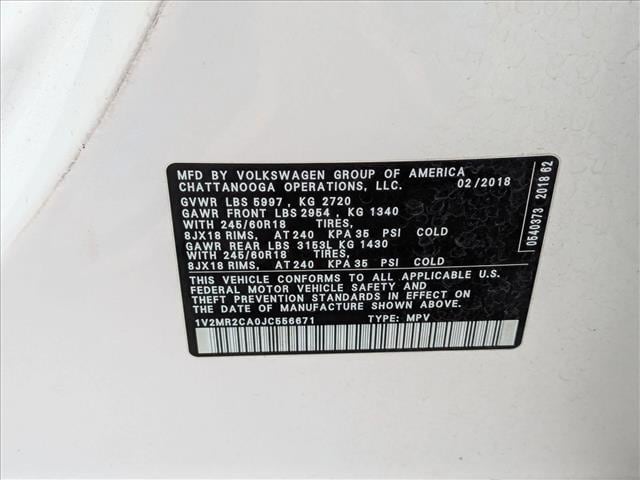 MFD BY VOLKSWAGEN GROUP OF AMERICA
CHATTANOOGA OPERATIONS, LLC. 02/2018
GVWR LBS 5997 , KG 2720
GAWR FRONT LBS 2954 , KG 1340
WITH 245/60R18 TIRES,
8JX18 RIMS, AT 240 KPA 35 PSI COLD
GAWR REAR LBS 3153L KG 1430
WITH 245/60R18 TIRES,
8JX18 RIMS, AT 240 KPA 35 PSI COLD
THIS VEHICLE CONFORMS TO ALL APPLICABLE U.S.
FEDERAL MOTOR VEHICLE SAFETY AND
THEFT PREVENTION STANDARDS IN EFFECT ON
THE DATE OF MANUFACTURE SHOWN ABOVE.
1V2MR2CA0JC556671 TYPE: MPV
0540373 2018 62